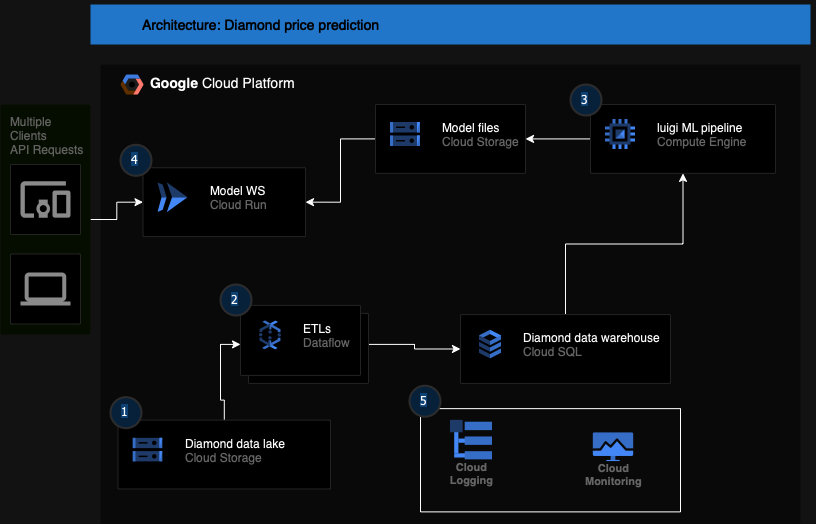 Architecture: Diamond price prediction
Google Cloud Platform
Multiple
Clients
API Requests
3
Model files
Cloud Storage
luigi ML pipeline
Compute Engine
4
Model WS
Cloud Run
2
ETLs
Dataflow
Diamond data warehouse
Cloud SQL
1
Diamond data lake
Cloud Storage
5
Cloud
Logging
Cloud
Monitoring